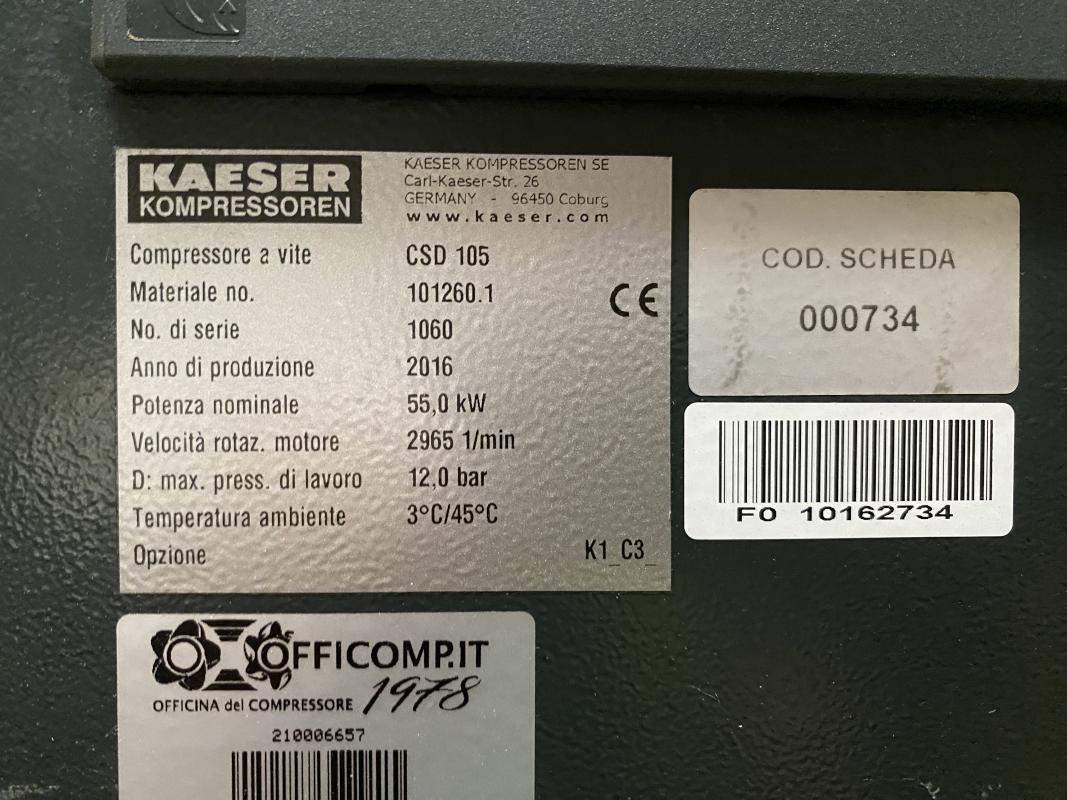 KAESER
KOMPRESSOREN
KAESER KOMPRESSOREN SE
Carl-Kaeser-Str. 26
GERMANY - 96450 Coburg
www.kaeser.com
Compressore a vite CSD 105
Materiale no. 101260.1
No. di serie 1060
Anno di produzione 2016
Potenza nominale 55,0 kW
Velocità rotaz. motore 2965 1/min
D: max. press. di lavoro 12,0 bar
Temperatura ambiente 3°C/45°C
Opzione K1_C3_
CE
COD. SCHEDA
000734
FO 10162734
OFFICOMP.IT
OFFICINA del COMPRESSORE 1978
210006657